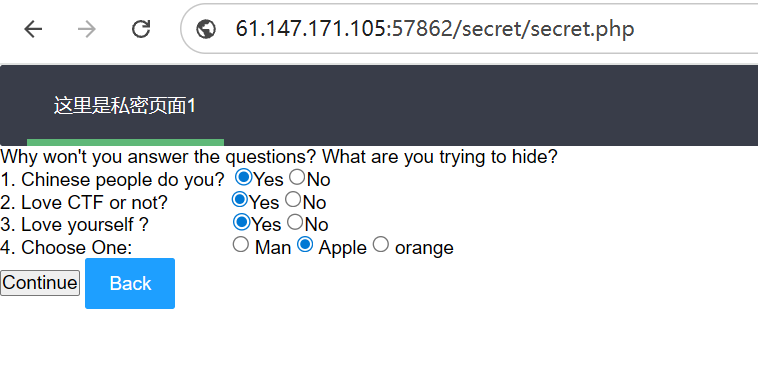 61.147.171.105:57862/secret/secret.php
这里是私密页面1
Why won't you answer the questions? What are you trying to hide?
1. Chinese people do you? Yes No
2. Love CTF or not? Yes No
3. Love yourself ? Yes No
4. Choose One: Man Apple orange
Continue Back